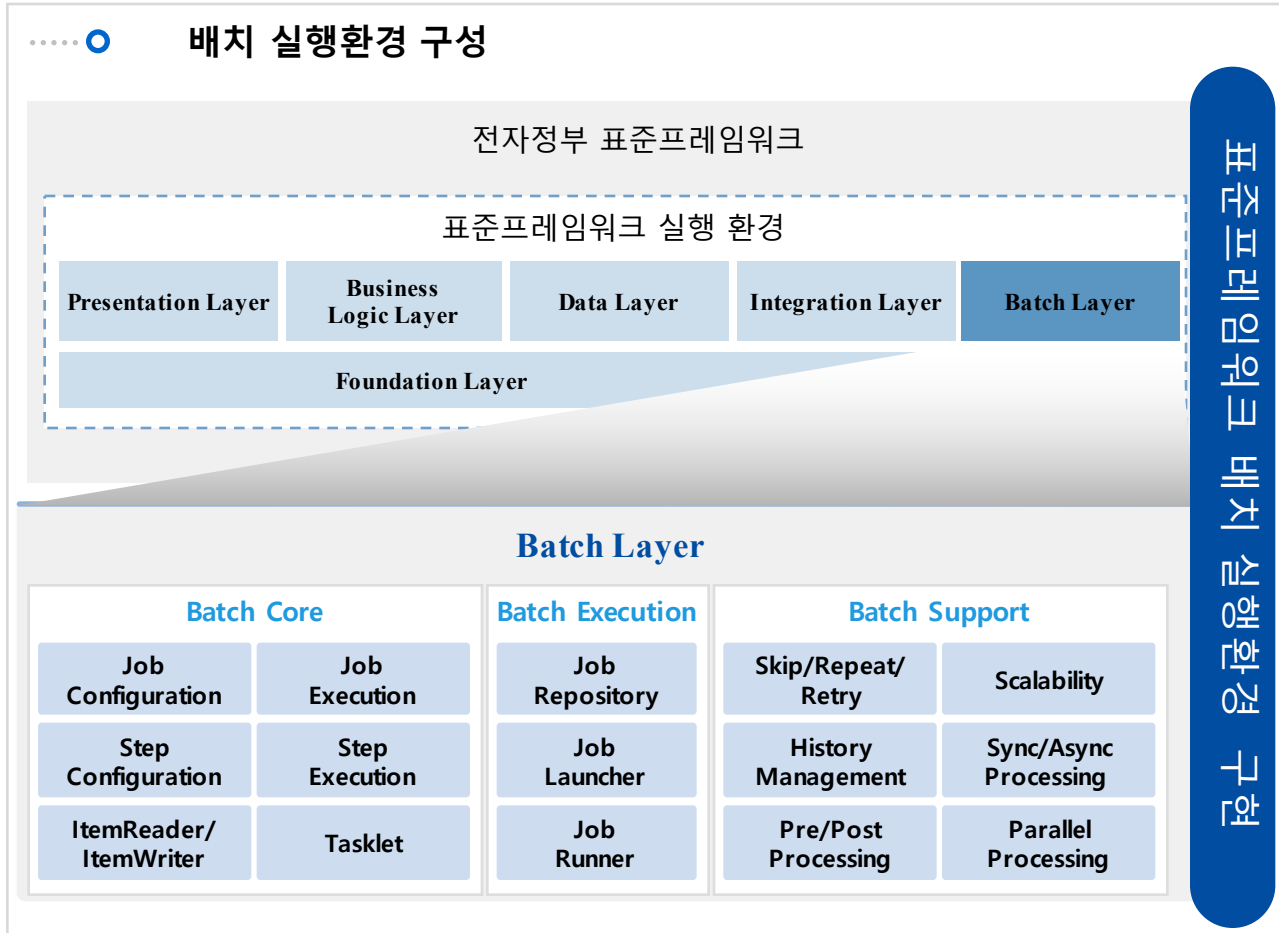 배치 실행환경 구성
전자정부 표준프레임워크
표준프레임워크 실행 환경
Presentation Layer
Business
Logic Layer
Data Layer
Integration Layer
Batch Layer
Foundation Layer
Batch Layer
Batch Core
Job
Configuration
Job
Execution
Step
Configuration
Step
Execution
ItemReader/
ItemWriter
Tasklet
Batch Execution
Job
Repository
Job
Launcher
Job
Runner
Batch Support
Skip/Repeat/
Retry
Scalability
History
Management
Sync/Async
Processing
Pre/Post
Processing
Parallel
Processing
표준프레임워크 배치 실행환경 구현